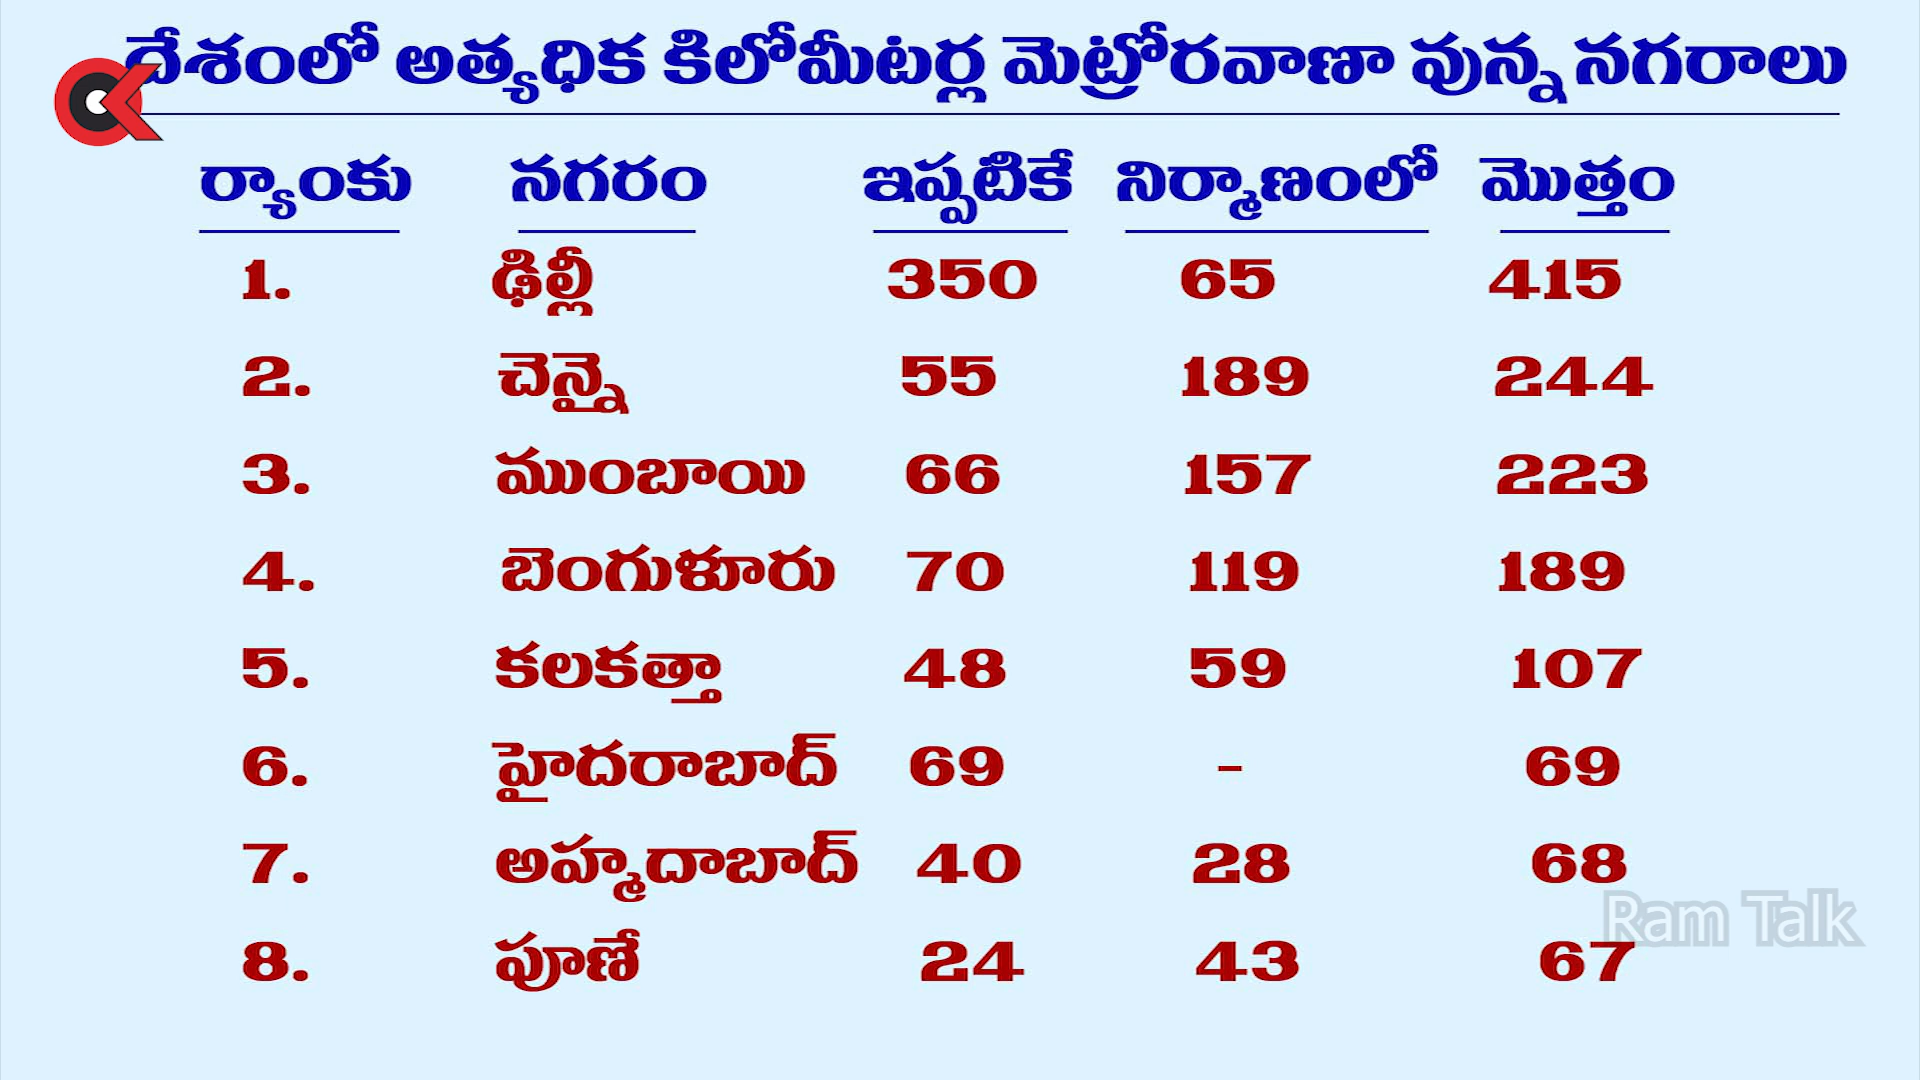 దేశంలో అత్యధిక కిలోమీటర్ల మెట్రోరవాణా వున్న నగరాలు
ర్యాంకు నగరం ఇప్పటికే నిర్మాణంలో మొత్తం
1. ఢిల్లీ 350 65 415
2. చెన్నై 55 189 244
3. ముంబాయి 66 157 223
4. బెంగుళూరు 70 119 189
5. కలకత్తా 48 59 107
6. హైదరాబాద్ 69 - 69
7. అహ్మదాబాద్ 40 28 68
Ram Talk
8. పూణే 24 43 67